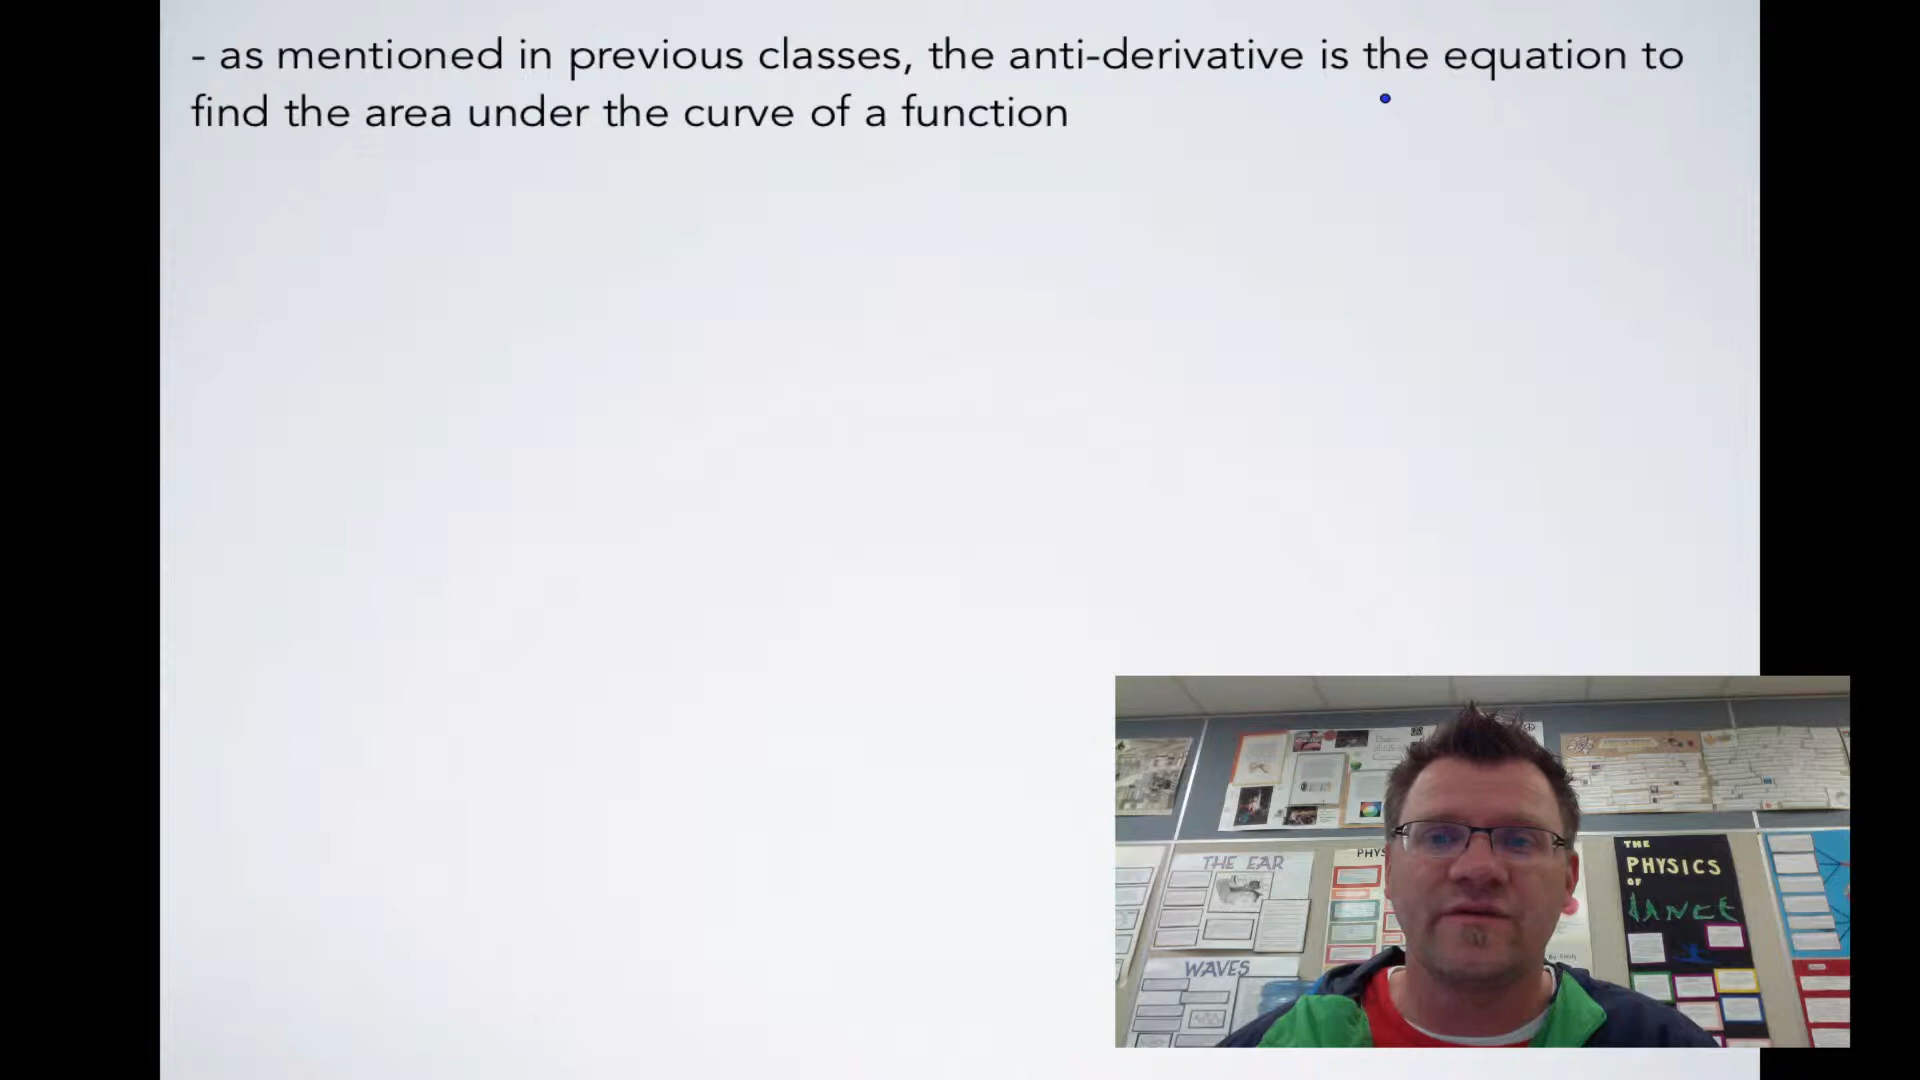 - as mentioned in previous classes, the anti-derivative is the equation to
find the area under the curve of a function
THE EAR
PHYS
WAVES
THE
PHYSICS
OF
DANCE